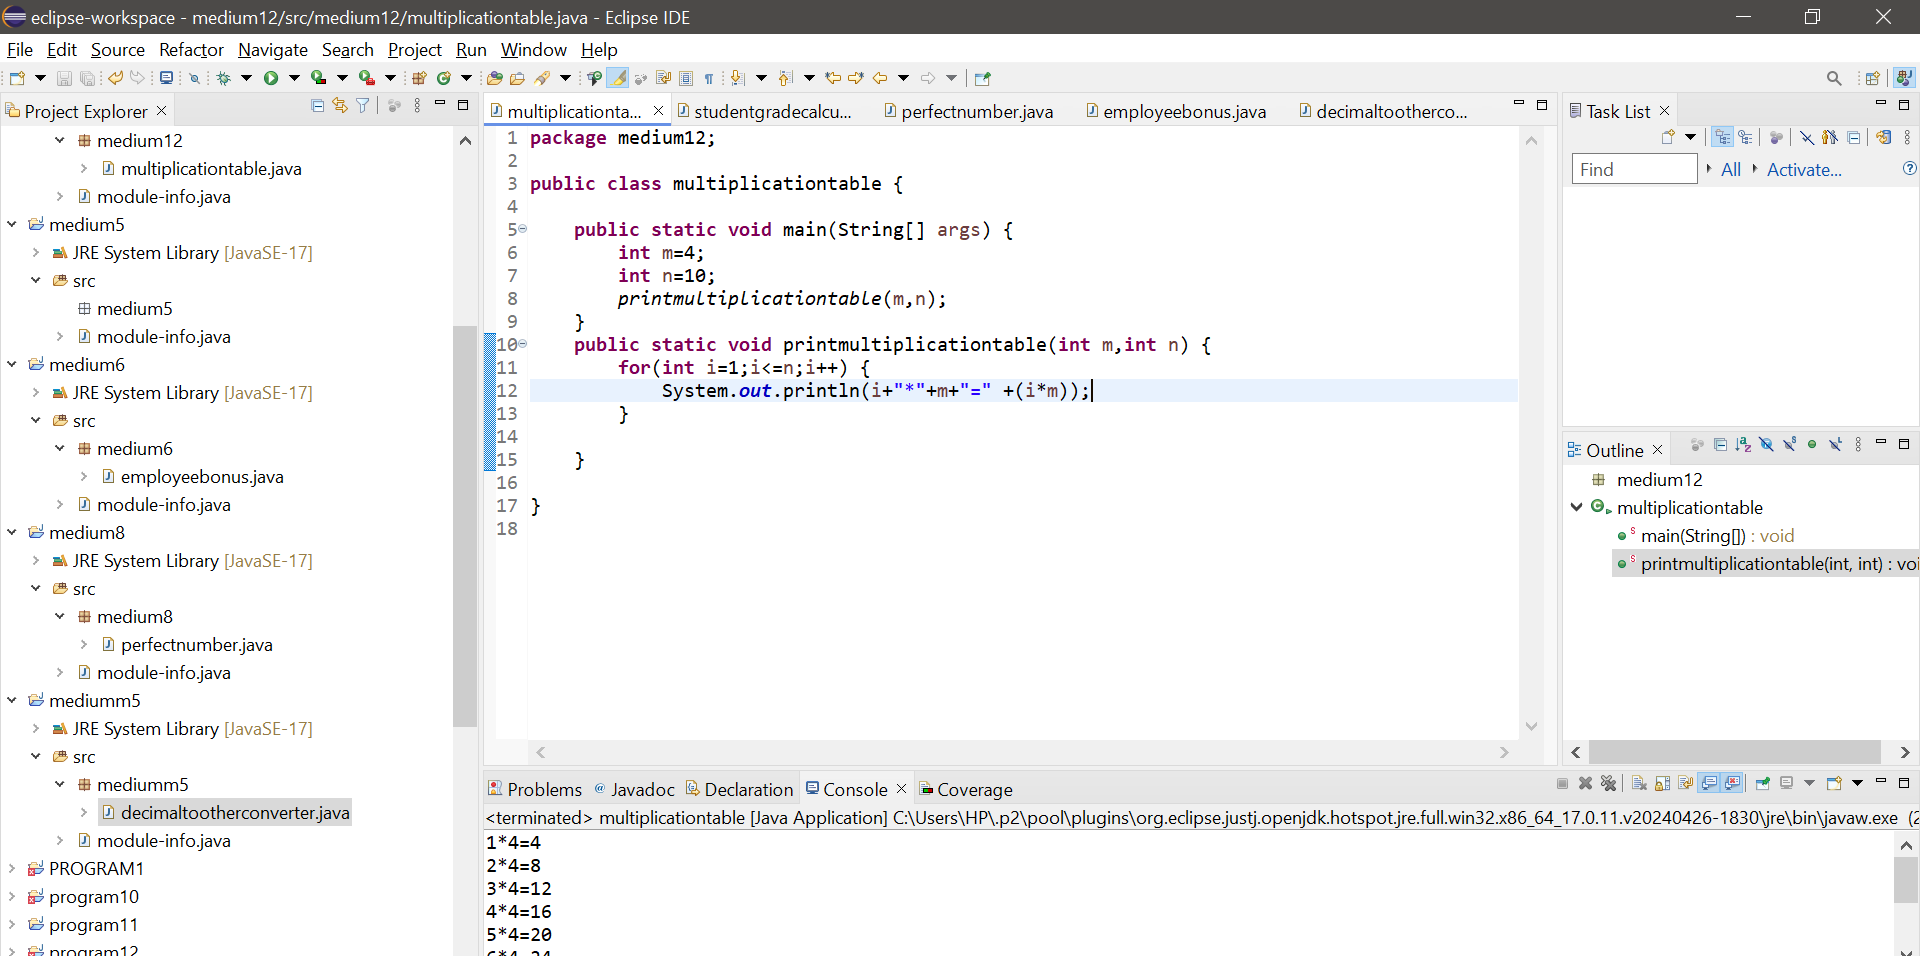 eclipse-workspace - medium12/src/medium12/multiplicationtable.java - Eclipse IDE
File Edit Source Refactor Navigate Search Project Run Window Help
Project Explorer
medium12
multiplicationtable.java
module-info.java
medium5
JRE System Library [JavaSE-17]
src
medium5
module-info.java
medium6
JRE System Library [JavaSE-17]
src
medium6
employeebonus.java
module-info.java
medium8
JRE System Library [JavaSE-17]
src
medium8
perfectnumber.java
module-info.java
mediumm5
JRE System Library [JavaSE-17]
src
mediumm5
decimaltootherconverter.java
module-info.java
PROGRAM1
program10
program11
program12
multiplicationta... studentgradecalcu... perfectnumber.java employeebonus.java decimaltootherco...
1 package medium12;
2
3 public class multiplicationtable {
4
5 public static void main(String[] args) {
6 int m=4;
7 int n=10;
8 printmultiplicationtable(m,n);
9 }
10 public static void printmultiplicationtable(int m,int n) {
11 for(int i=1;i<=n;i++) {
12 System.out.println(i+"*"+m+"=" +(i*m));
13 }
14
15 }
16
17 }
18
Task List
Find All Activate...
Outline
medium12
multiplicationtable
main(String[]) : void
printmultiplicationtable(int, int) : voi
Problems Javadoc Declaration Console Coverage
<terminated> multiplicationtable [Java Application] C:\Users\HP\.p2\pool\plugins\org.eclipse.justj.openjdk.hotspot.jre.full.win32.x86_64_17.0.11.v20240426-1830\jre\bin\javaw.exe (2
1*4=4
2*4=8
3*4=12
4*4=16
5*4=20
6*4=24